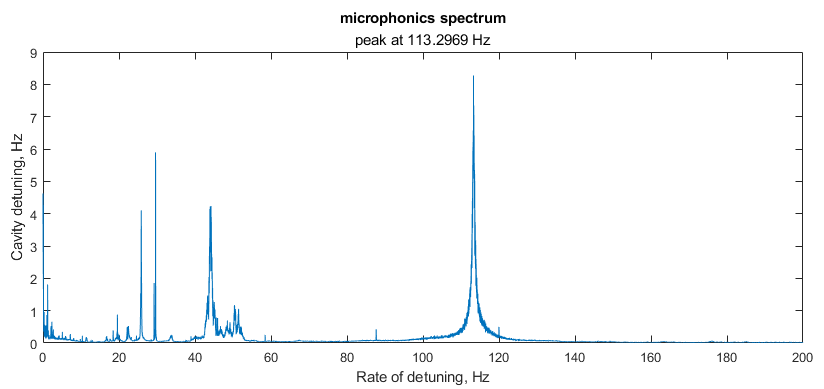 microphonics spectrum
peak at 113.2969 Hz
Cavity detuning, Hz
9
8
7
6
5
4
3
2
1
0
0 20 40 60 80 100 120 140 160 180 200
Rate of detuning, Hz